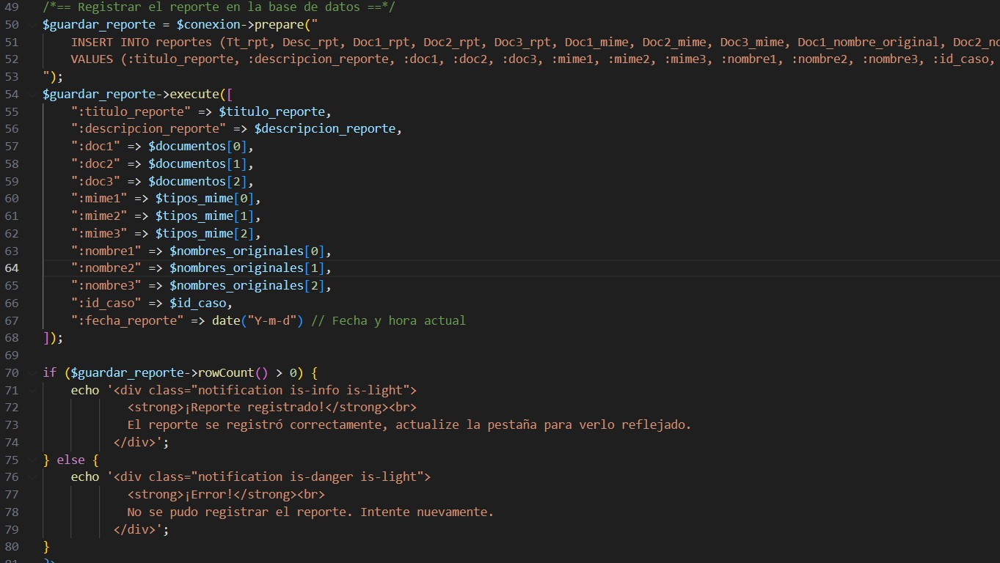 49 /*== Registrar el reporte en la base de datos ==*/
50 $guardar_reporte = $conexion->prepare("
51 INSERT INTO reportes (Tt_rpt, Desc_rpt, Doc1_rpt, Doc2_rpt, Doc3_rpt, Doc1_mime, Doc2_mime, Doc3_mime, Doc1_nombre_original, Doc2_no
52 VALUES (:titulo_reporte, :descripcion_reporte, :doc1, :doc2, :doc3, :mime1, :mime2, :mime3, :nombre1, :nombre2, :nombre3, :id_caso,
53 ");
54 $guardar_reporte->execute([
55 ":titulo_reporte" => $titulo_reporte,
56 ":descripcion_reporte" => $descripcion_reporte,
57 ":doc1" => $documentos[0],
58 ":doc2" => $documentos[1],
59 ":doc3" => $documentos[2],
60 ":mime1" => $tipos_mime[0],
61 ":mime2" => $tipos_mime[1],
62 ":mime3" => $tipos_mime[2],
63 ":nombre1" => $nombres_originales[0],
64 ":nombre2" => $nombres_originales[1],
65 ":nombre3" => $nombres_originales[2],
66 ":id_caso" => $id_caso,
67 ":fecha_reporte" => date("Y-m-d") // Fecha y hora actual
68 ]);
69
70 if ($guardar_reporte->rowCount() > 0) {
71 echo '<div class="notification is-info is-light">
72 <strong>¡Reporte registrado!</strong><br>
73 El reporte se registró correctamente, actualize la pestaña para verlo reflejado.
74 </div>';
75 } else {
76 echo '<div class="notification is-danger is-light">
77 <strong>¡Error!</strong><br>
78 No se pudo registrar el reporte. Intente nuevamente.
79 </div>';
80 }